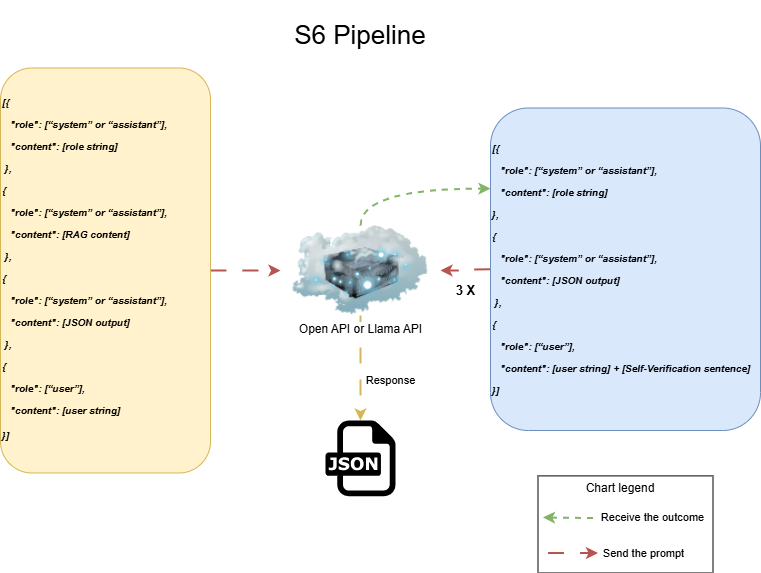 S6 Pipeline
[{
"role": [“system” or “assistant”],
"content": [role string]
},
{
"role": [“system” or “assistant”],
"content": [RAG content]
},
{
"role": [“system” or “assistant”],
"content": [JSON output]
},
{
"role": [“user”],
"content": [user string]
}]
Open API or Llama API
Response
JSON
3 X
[{
"role": [“system” or “assistant”],
"content": [role string]
},
{
"role": [“system” or “assistant”],
"content": [JSON output]
},
{
"role": [“user”],
"content": [user string] + [Self-Verification sentence]
}]
Chart legend
Receive the outcome
Send the prompt